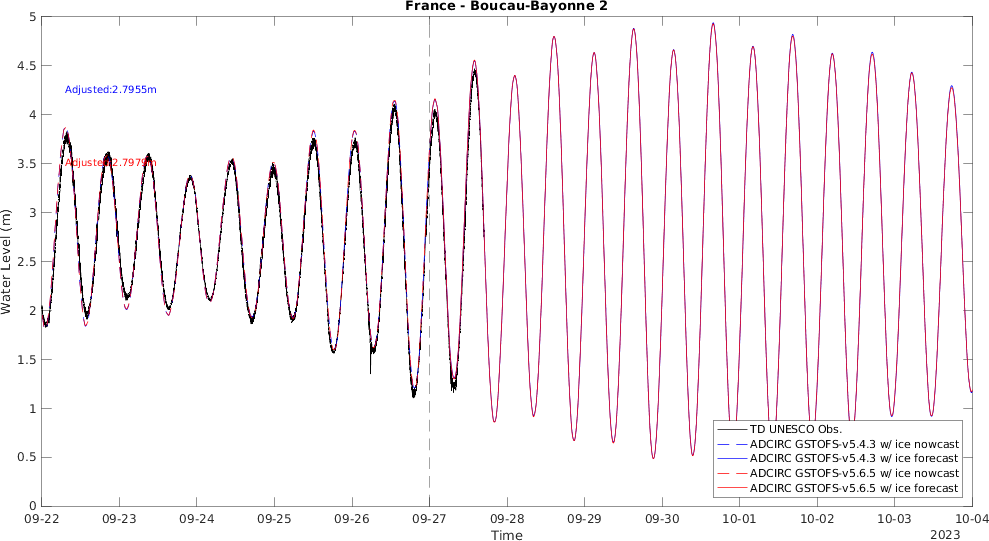 France - Boucau-Bayonne 2
5
4.5
4
3.5
3
2.5
2
1.5
1
0.5
0
Water Level (m)
Adjusted:2.7955m
Adjusted:2.7979m
TD UNESCO Obs.
ADCIRC GSTOFS-v5.4.3 w/ ice nowcast
ADCIRC GSTOFS-v5.4.3 w/ ice forecast
ADCIRC GSTOFS-v5.6.5 w/ ice nowcast
ADCIRC GSTOFS-v5.6.5 w/ ice forecast
09-22 09-23 09-24 09-25 09-26 09-27 09-28 09-29 09-30 10-01 10-02 10-03 10-04
Time
2023